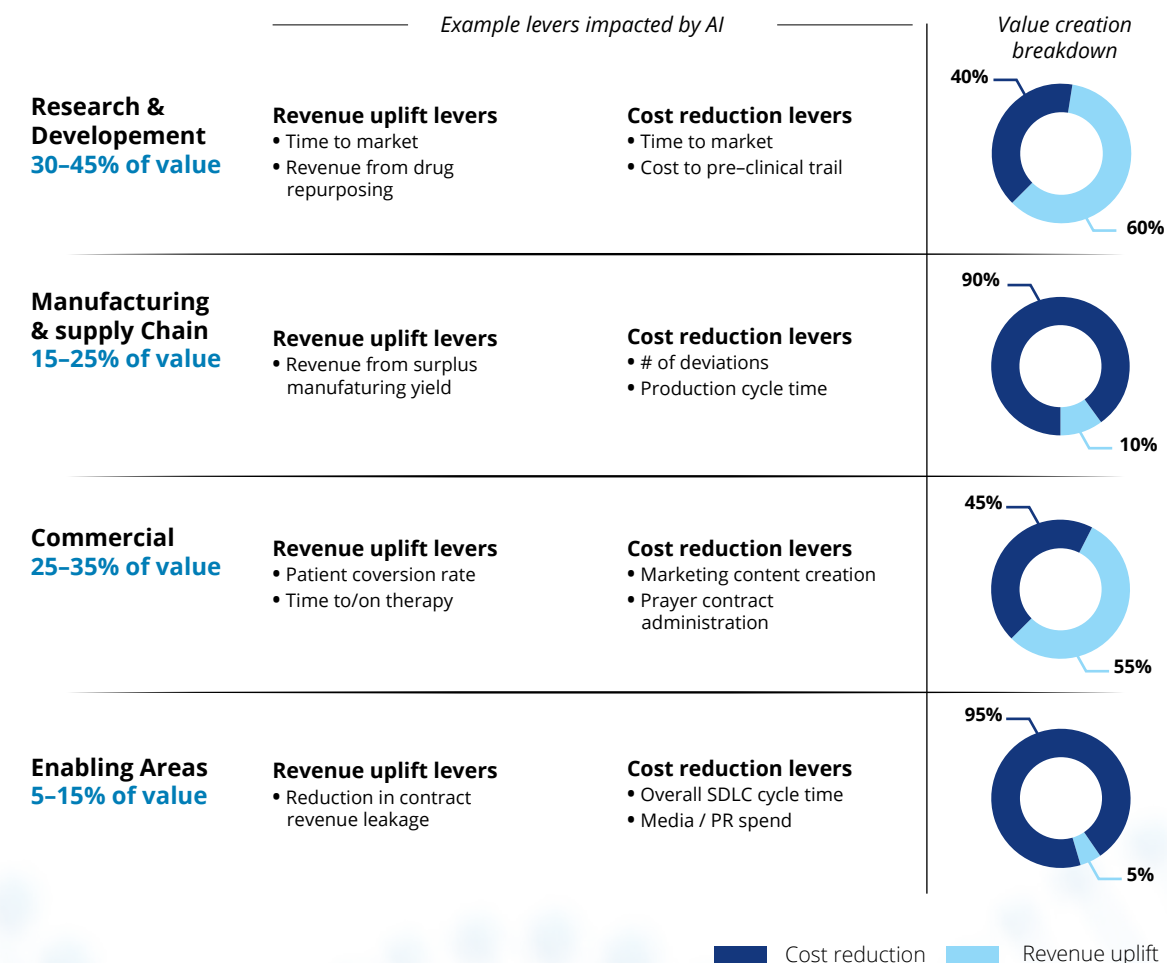 Example levers impacted by AI
Value creation
breakdown
Research &
Developement
30–45% of value
Revenue uplift levers
• Time to market
• Revenue from drug
repurposing
Cost reduction levers
• Time to market
• Cost to pre–clinical trail
40%
60%
Manufacturing
& supply Chain
15–25% of value
Revenue uplift levers
• Revenue from surplus
manufaturing yield
Cost reduction levers
• # of deviations
• Production cycle time
90%
10%
Commercial
25–35% of value
Revenue uplift levers
• Patient coversion rate
• Time to/on therapy
Cost reduction levers
• Marketing content creation
• Prayer contract
administration
45%
55%
Enabling Areas
5–15% of value
Revenue uplift levers
• Reduction in contract
revenue leakage
Cost reduction levers
• Overall SDLC cycle time
• Media / PR spend
95%
5%
Cost reduction
Revenue uplift